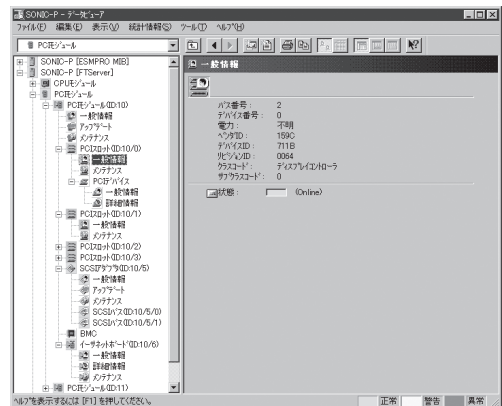 SONIC-P - ﾃﾞｰﾀﾋﾞｭｰｱ
ﾌｧｲﾙ(F) 編集(E) 表示(V) 統計情報(S) ﾂｰﾙ(T) ﾍﾙﾌﾟ(H)
PCIﾓｼﾞｭｰﾙ
SONIC-P [ESMPRO MIB]
SONIC-P [FTServer]
CPUﾓｼﾞｭｰﾙ
PCIﾓｼﾞｭｰﾙ
PCIﾓｼﾞｭｰﾙ(ID:10)
一般情報
ｱｯﾌﾟﾃﾞｰﾄ
ﾒﾝﾃﾅﾝｽ
PCIｽﾛｯﾄ(ID:10/0)
一般情報
ﾒﾝﾃﾅﾝｽ
PCIﾃﾞﾊﾞｲｽ
一般情報
詳細情報
PCIｽﾛｯﾄ(ID:10/1)
一般情報
ﾒﾝﾃﾅﾝｽ
PCIｽﾛｯﾄ(ID:10/2)
PCIｽﾛｯﾄ(ID:10/3)
SCSIｱﾀﾞﾌﾟﾀ(ID:10/5)
一般情報
ｱｯﾌﾟﾃﾞｰﾄ
ﾒﾝﾃﾅﾝｽ
SCSIﾊﾞｽ(ID:10/5/0)
SCSIﾊﾞｽ(ID:10/5/1)
BMC
ｲｰｻﾈｯﾄﾎﾞｰﾄﾞ(ID:10/6)
一般情報
詳細情報
ﾒﾝﾃﾅﾝｽ
PCIﾓｼﾞｭｰﾙ(ID:11)
一般情報
ﾊﾞｽ番号: 2
ﾃﾞﾊﾞｲｽ番号: 0
電力: 不明
ﾍﾞﾝﾀﾞID: 159C
ﾃﾞﾊﾞｲｽID: 711B
ﾘﾋﾞｼﾞｮﾝID: 0064
ｸﾗｽｺｰﾄﾞ: ﾃﾞｨｽﾌﾟﾚｲｺﾝﾄﾛｰﾗ
ｻﾌﾞｸﾗｽｺｰﾄﾞ: 0
状態: (Online)
ﾍﾙﾌﾟを表示するには [F1] を押してください。
正常 警告 異常